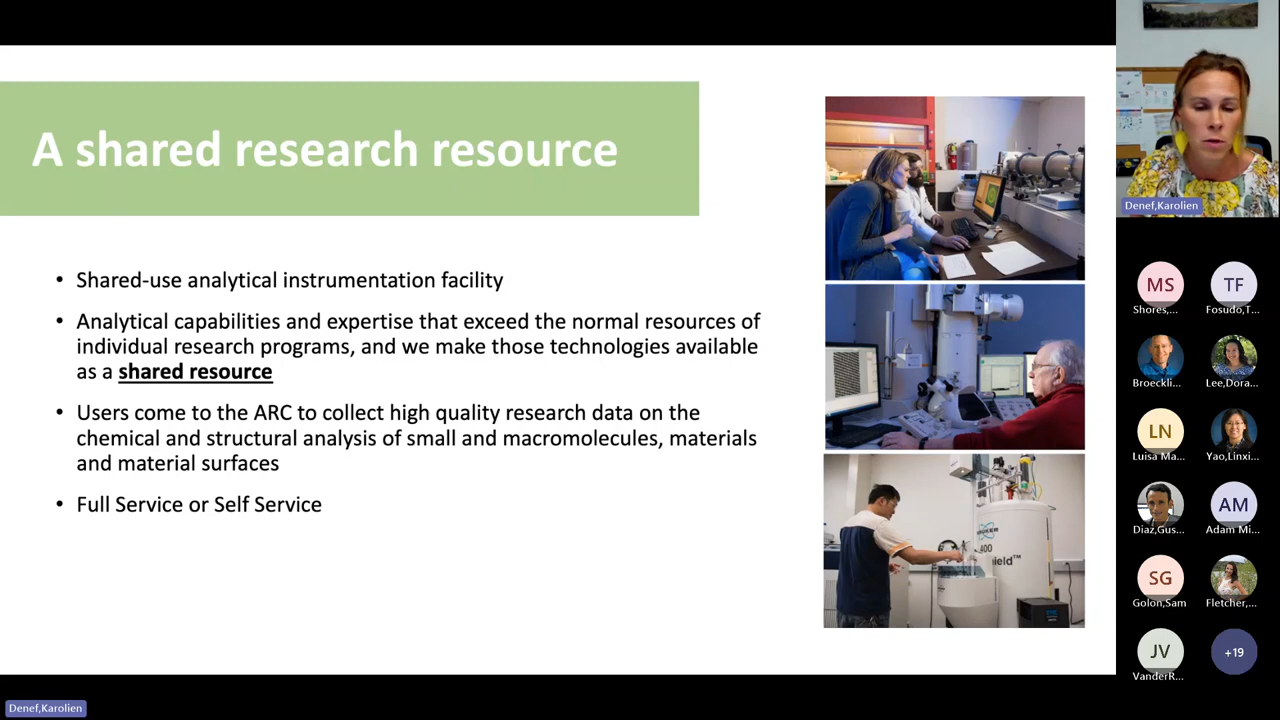 A shared research resource
• Shared-use analytical instrumentation facility
• Analytical capabilities and expertise that exceed the normal resources of
individual research programs, and we make those technologies available
as a shared resource
• Users come to the ARC to collect high quality research data on the
chemical and structural analysis of small and macromolecules, materials
and material surfaces
• Full Service or Self Service
400
Denef,Karolien
MS
Shores,...
TF
Fosudo,T...
Broeckli...
Lee,Dora...
LN
Luisa Ma...
Yao,Linxi...
Diaz,Gus...
AM
Adam Mi...
SG
Golon,Sam
Fletcher,...
JV
VanderR...
+19
Denef,Karolien